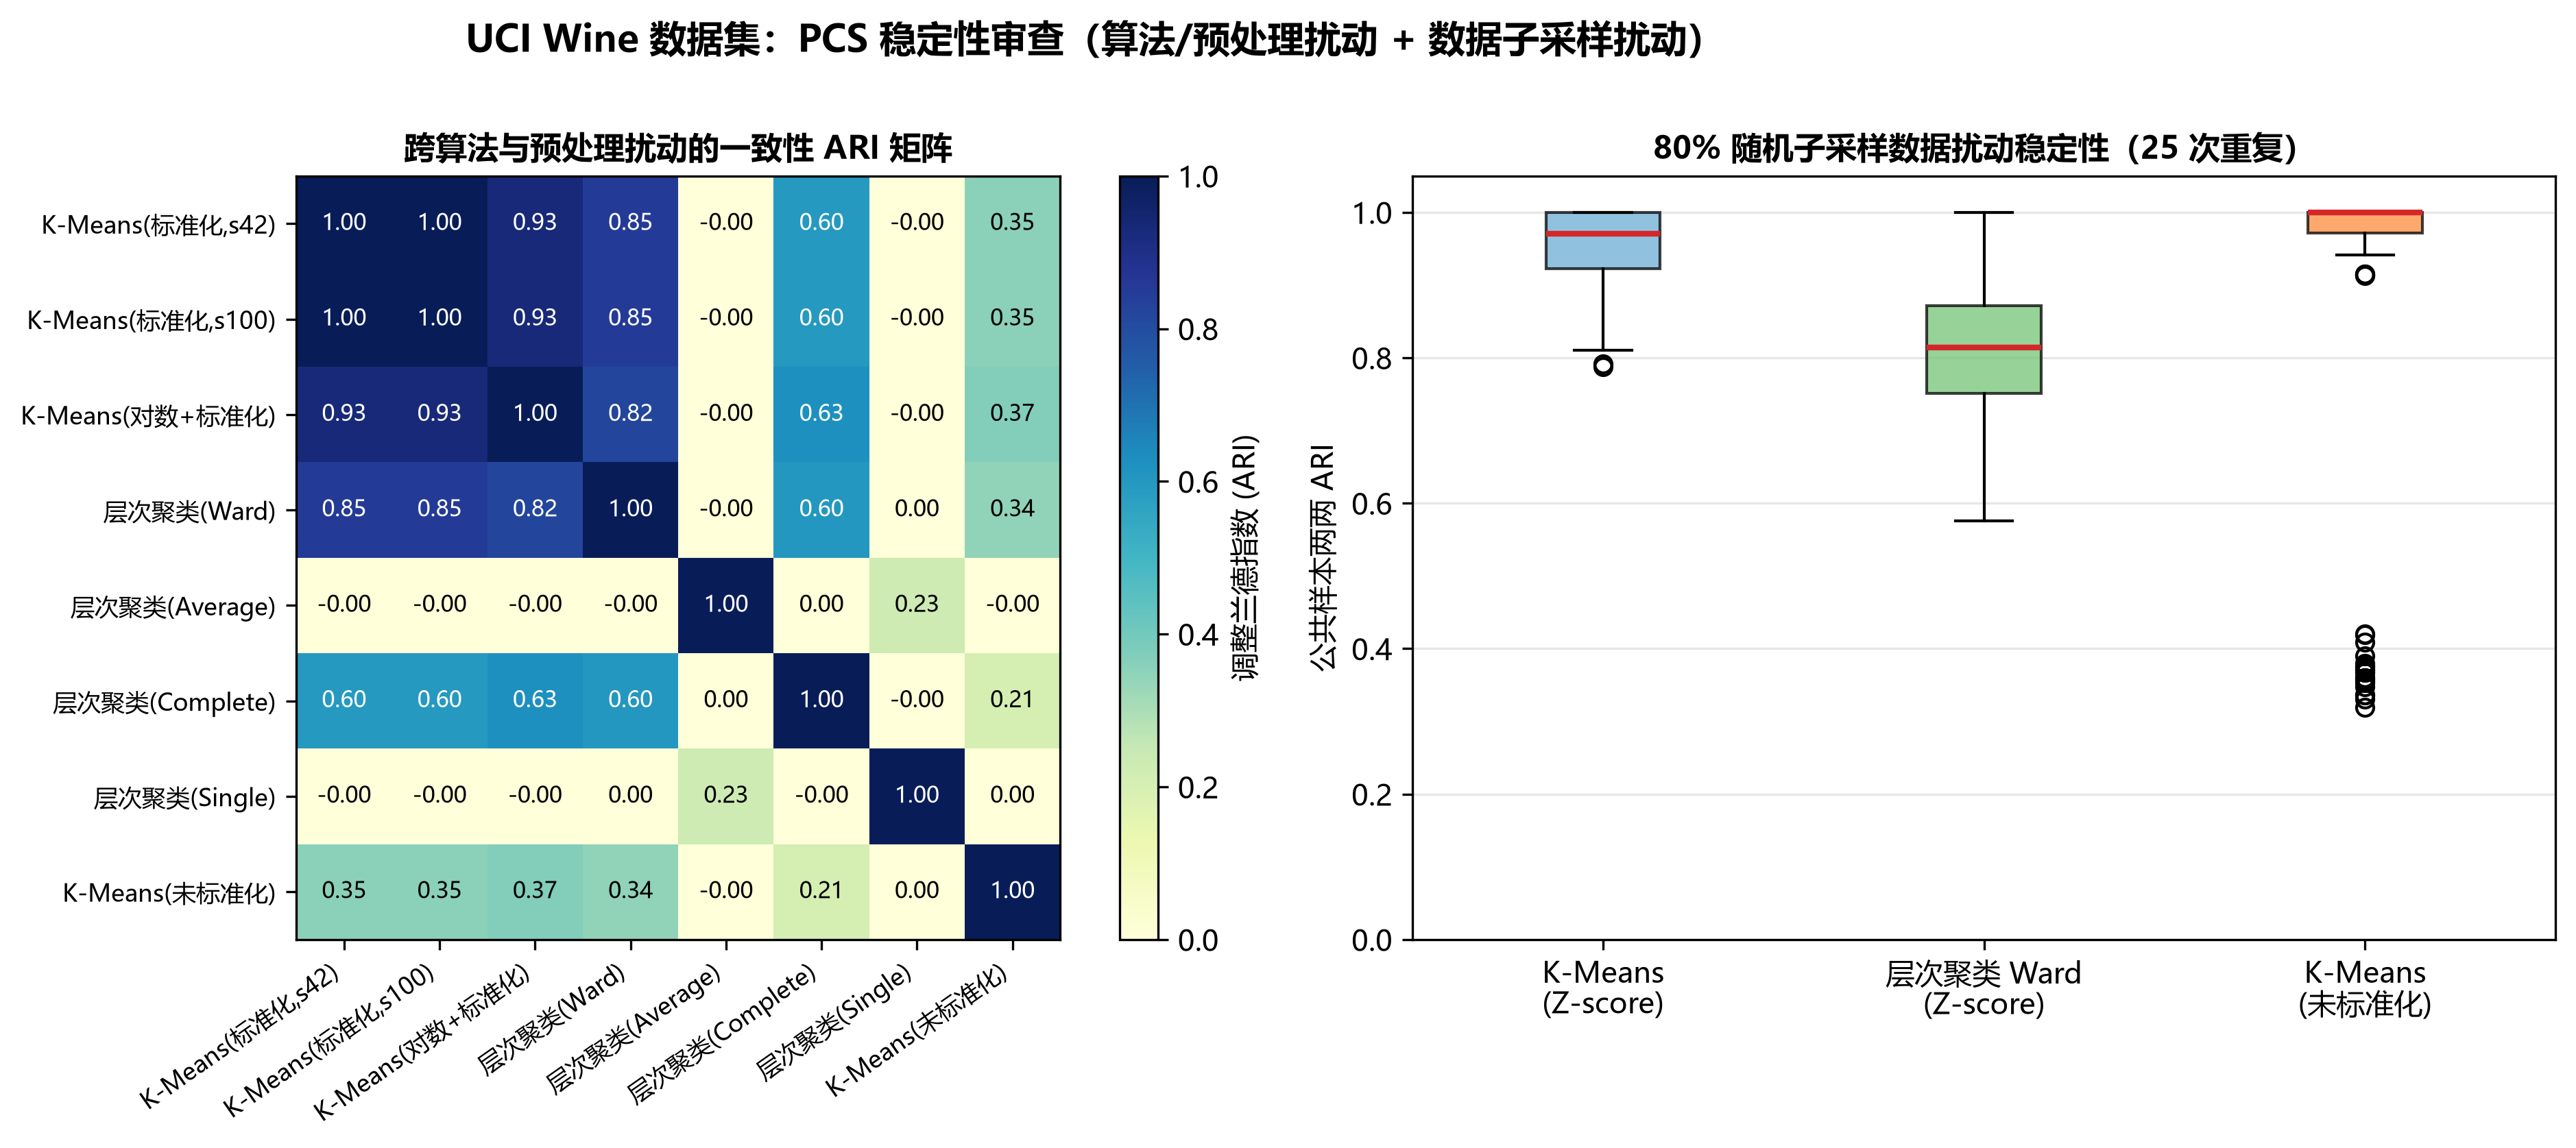 UCI Wine 数据集：PCS 稳定性审查（算法/预处理扰动 + 数据子采样扰动）
跨算法与预处理扰动的一致性 ARI 矩阵
K-Means(标准化,s42)
1.00 1.00 0.93 0.85 -0.00 0.60 -0.00 0.35
K-Means(标准化,s100)
1.00 1.00 0.93 0.85 -0.00 0.60 -0.00 0.35
K-Means(对数+标准化)
0.93 0.93 1.00 0.82 -0.00 0.63 -0.00 0.37
层次聚类(Ward)
0.85 0.85 0.82 1.00 -0.00 0.60 0.00 0.34
层次聚类(Average)
-0.00 -0.00 -0.00 -0.00 1.00 0.00 0.23 -0.00
层次聚类(Complete)
0.60 0.60 0.63 0.60 0.00 1.00 -0.00 0.21
层次聚类(Single)
-0.00 -0.00 -0.00 0.00 0.23 -0.00 1.00 0.00
K-Means(未标准化)
0.35 0.35 0.37 0.34 -0.00 0.21 0.00 1.00
K-Means(标准化,s42)
K-Means(标准化,s100)
K-Means(对数+标准化)
层次聚类(Ward)
层次聚类(Average)
层次聚类(Complete)
层次聚类(Single)
K-Means(未标准化)
1.0
0.8
0.6
0.4
0.2
0.0
调整兰德指数 (ARI)
80% 随机子采样数据扰动稳定性（25 次重复）
公共样本两两 ARI
1.0
0.8
0.6
0.4
0.2
0.0
K-Means
(Z-score)
层次聚类 Ward
(Z-score)
K-Means
(未标准化)